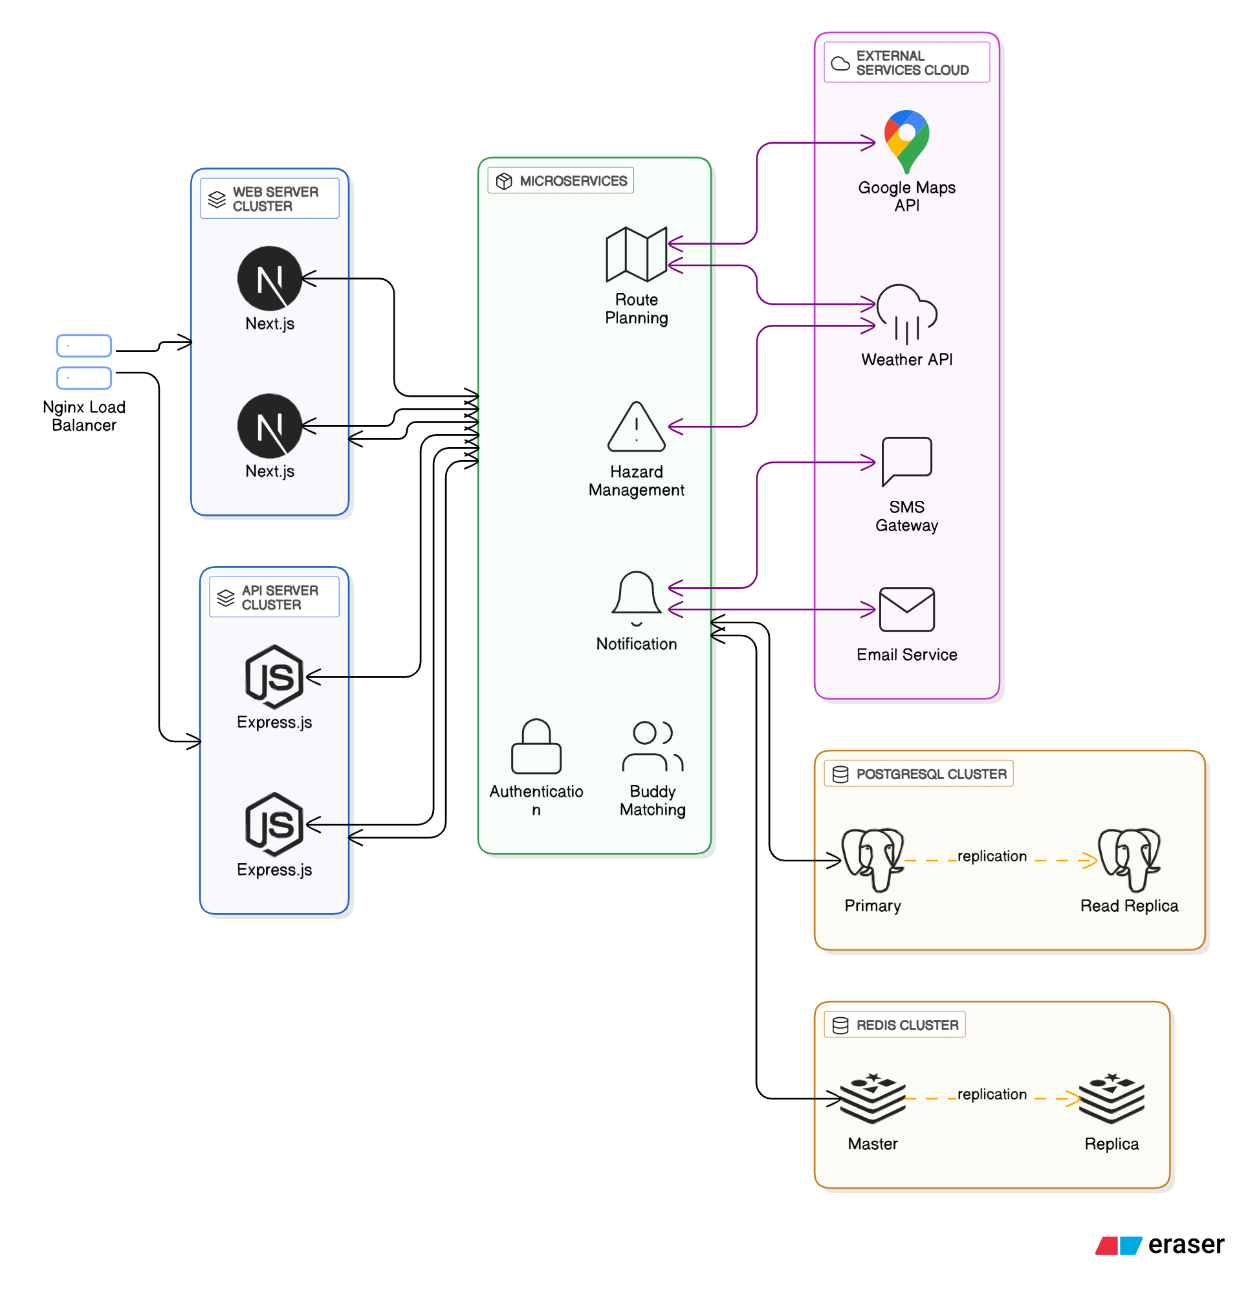 EXTERNAL
SERVICES CLOUD
Google Maps
API
Weather API
SMS
Gateway
Email Service
MICROSERVICES
Route
Planning
Hazard
Management
Notification
Authenticatio
n
Buddy
Matching
WEB SERVER
CLUSTER
Next.js
Next.js
Nginx Load
Balancer
API SERVER
CLUSTER
JS
Express.js
JS
Express.js
POSTGRESQL CLUSTER
Primary
replication
Read Replica
REDIS CLUSTER
Master
replication
Replica
eraser